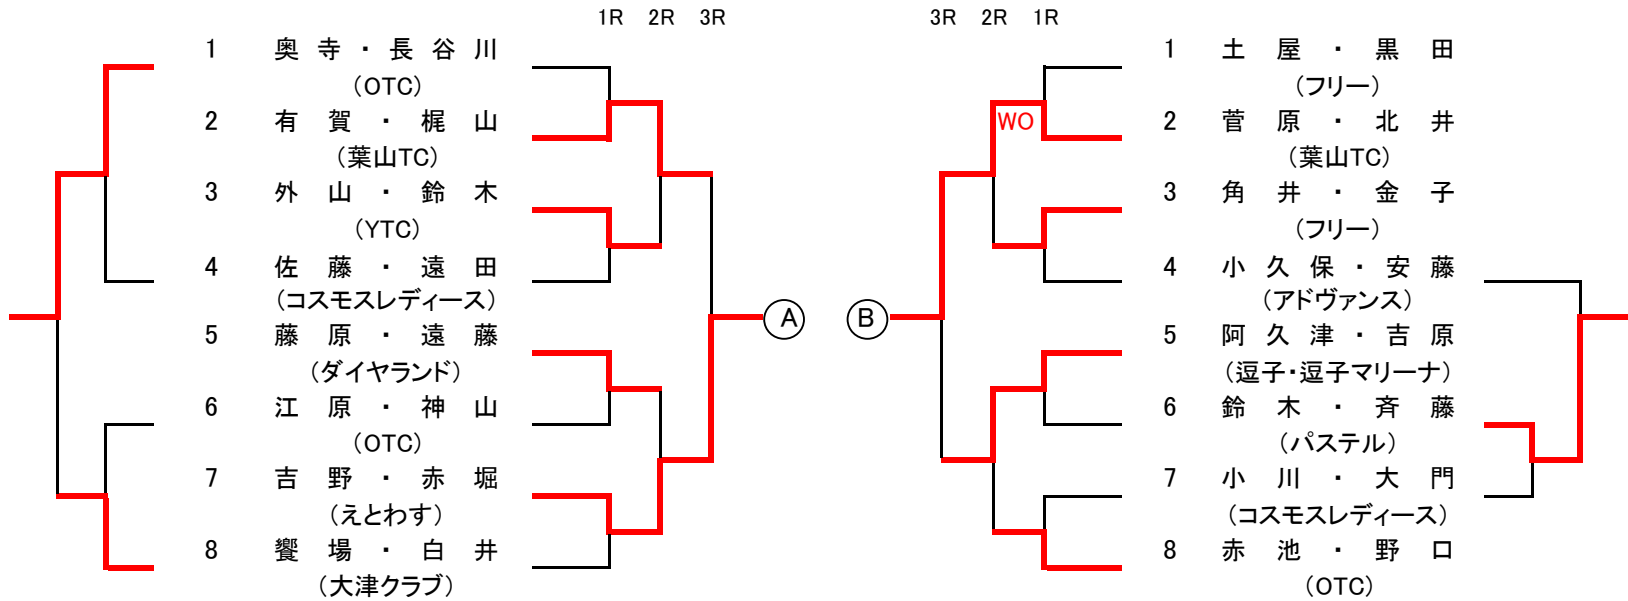 1R 2R 3R
3R 2R 1R
1 奥寺・長谷川
(OTC)
2 有賀・梶山
(葉山TC)
3 外山・鈴木
(YTC)
4 佐藤・遠田
(コスモスレディース)
5 藤原・遠藤
(ダイヤランド)
6 江原・神山
(OTC)
7 吉野・赤堀
(えとわす)
8 饗場・白井
(大津クラブ)
A
B
WO
1 土屋・黒田
(フリー)
2 菅原・北井
(葉山TC)
3 角井・金子
(フリー)
4 小久保・安藤
(アドヴァンス)
5 阿久津・吉原
(逗子・逗子マリーナ)
6 鈴木・斉藤
(パステル)
7 小川・大門
(コスモスレディース)
8 赤池・野口
(OTC)